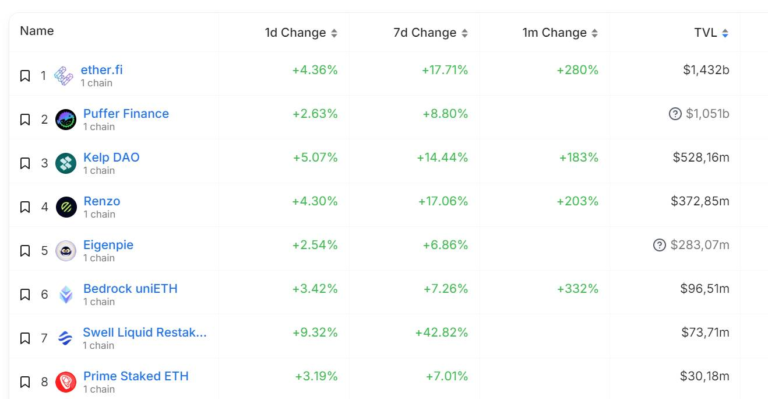 Name 1d Change 7d Change 1m Change TVL
1 ether.fi +4.36% +17.71% +280% $1,432b
1 chain
2 Puffer Finance +2.63% +8.80% ? $1,051b
1 chain
3 Kelp DAO +5.07% +14.44% +183% $528,16m
1 chain
4 Renzo +4.30% +17.06% +203% $372,85m
1 chain
5 Eigenpie +2.54% +6.86% ? $283,07m
1 chain
6 Bedrock uniETH +3.42% +7.26% +332% $96,51m
1 chain
7 Swell Liquid Restak... +9.32% +42.82% $73,71m
1 chain
8 Prime Staked ETH +3.19% +7.01% $30,18m
1 chain